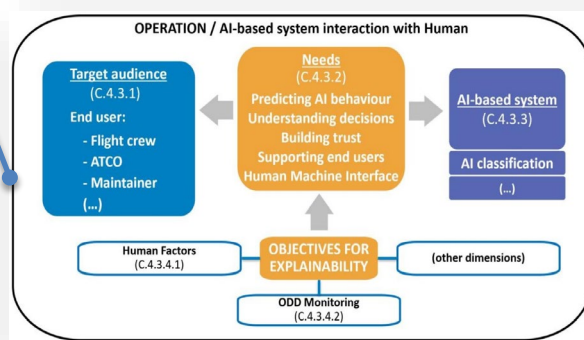 OPERATION / AI-based system interaction with Human
Target audience
(C.4.3.1)
End user:
- Flight crew
- ATCO
- Maintainer
(...)
Needs
(C.4.3.2)
Predicting AI behaviour
Understanding decisions
Building trust
Supporting end users
Human Machine Interface
AI-based system
(C.4.3.3)
AI classification
(...)
Human Factors
(C.4.3.4.1)
OBJECTIVES FOR
EXPLAINABILITY
(other dimensions)
ODD Monitoring
(C.4.3.4.2)